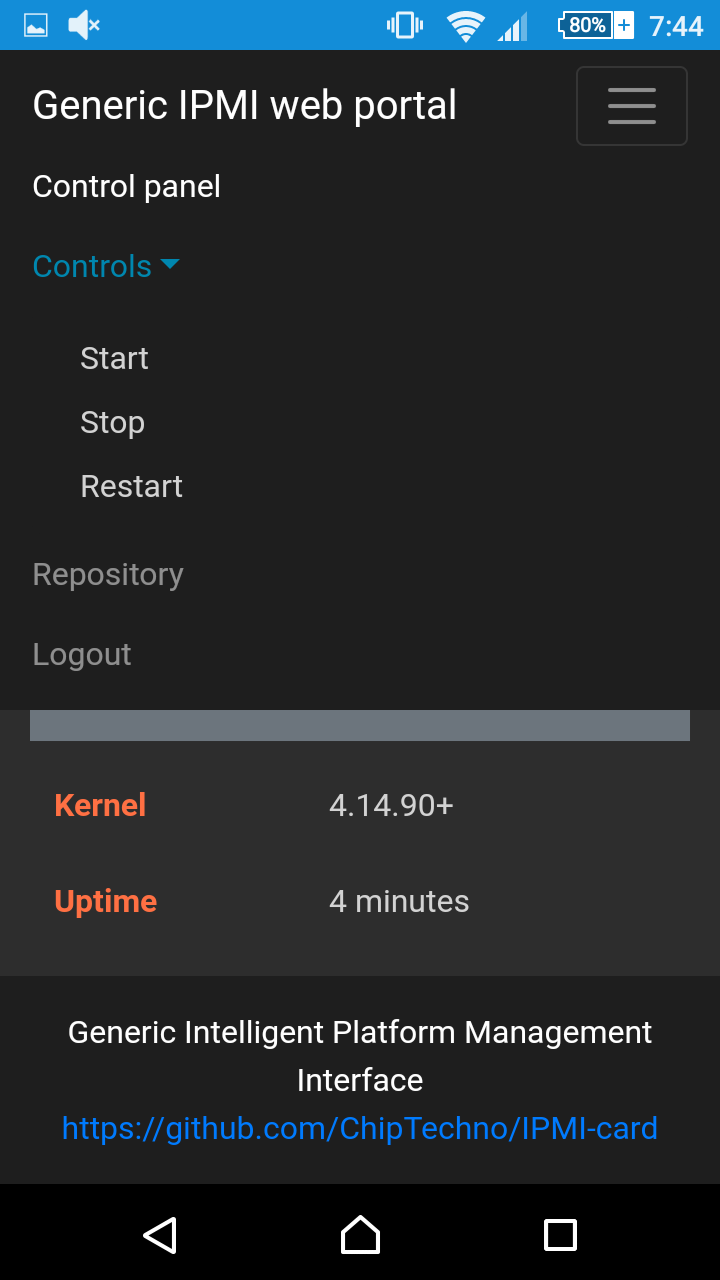 80% 7:44
Generic IPMI web portal
Control panel
Controls
Start
Stop
Restart
Repository
Logout
Kernel 4.14.90+
Uptime 4 minutes
Generic Intelligent Platform Management
Interface
https://github.com/ChipTechno/IPMI-card